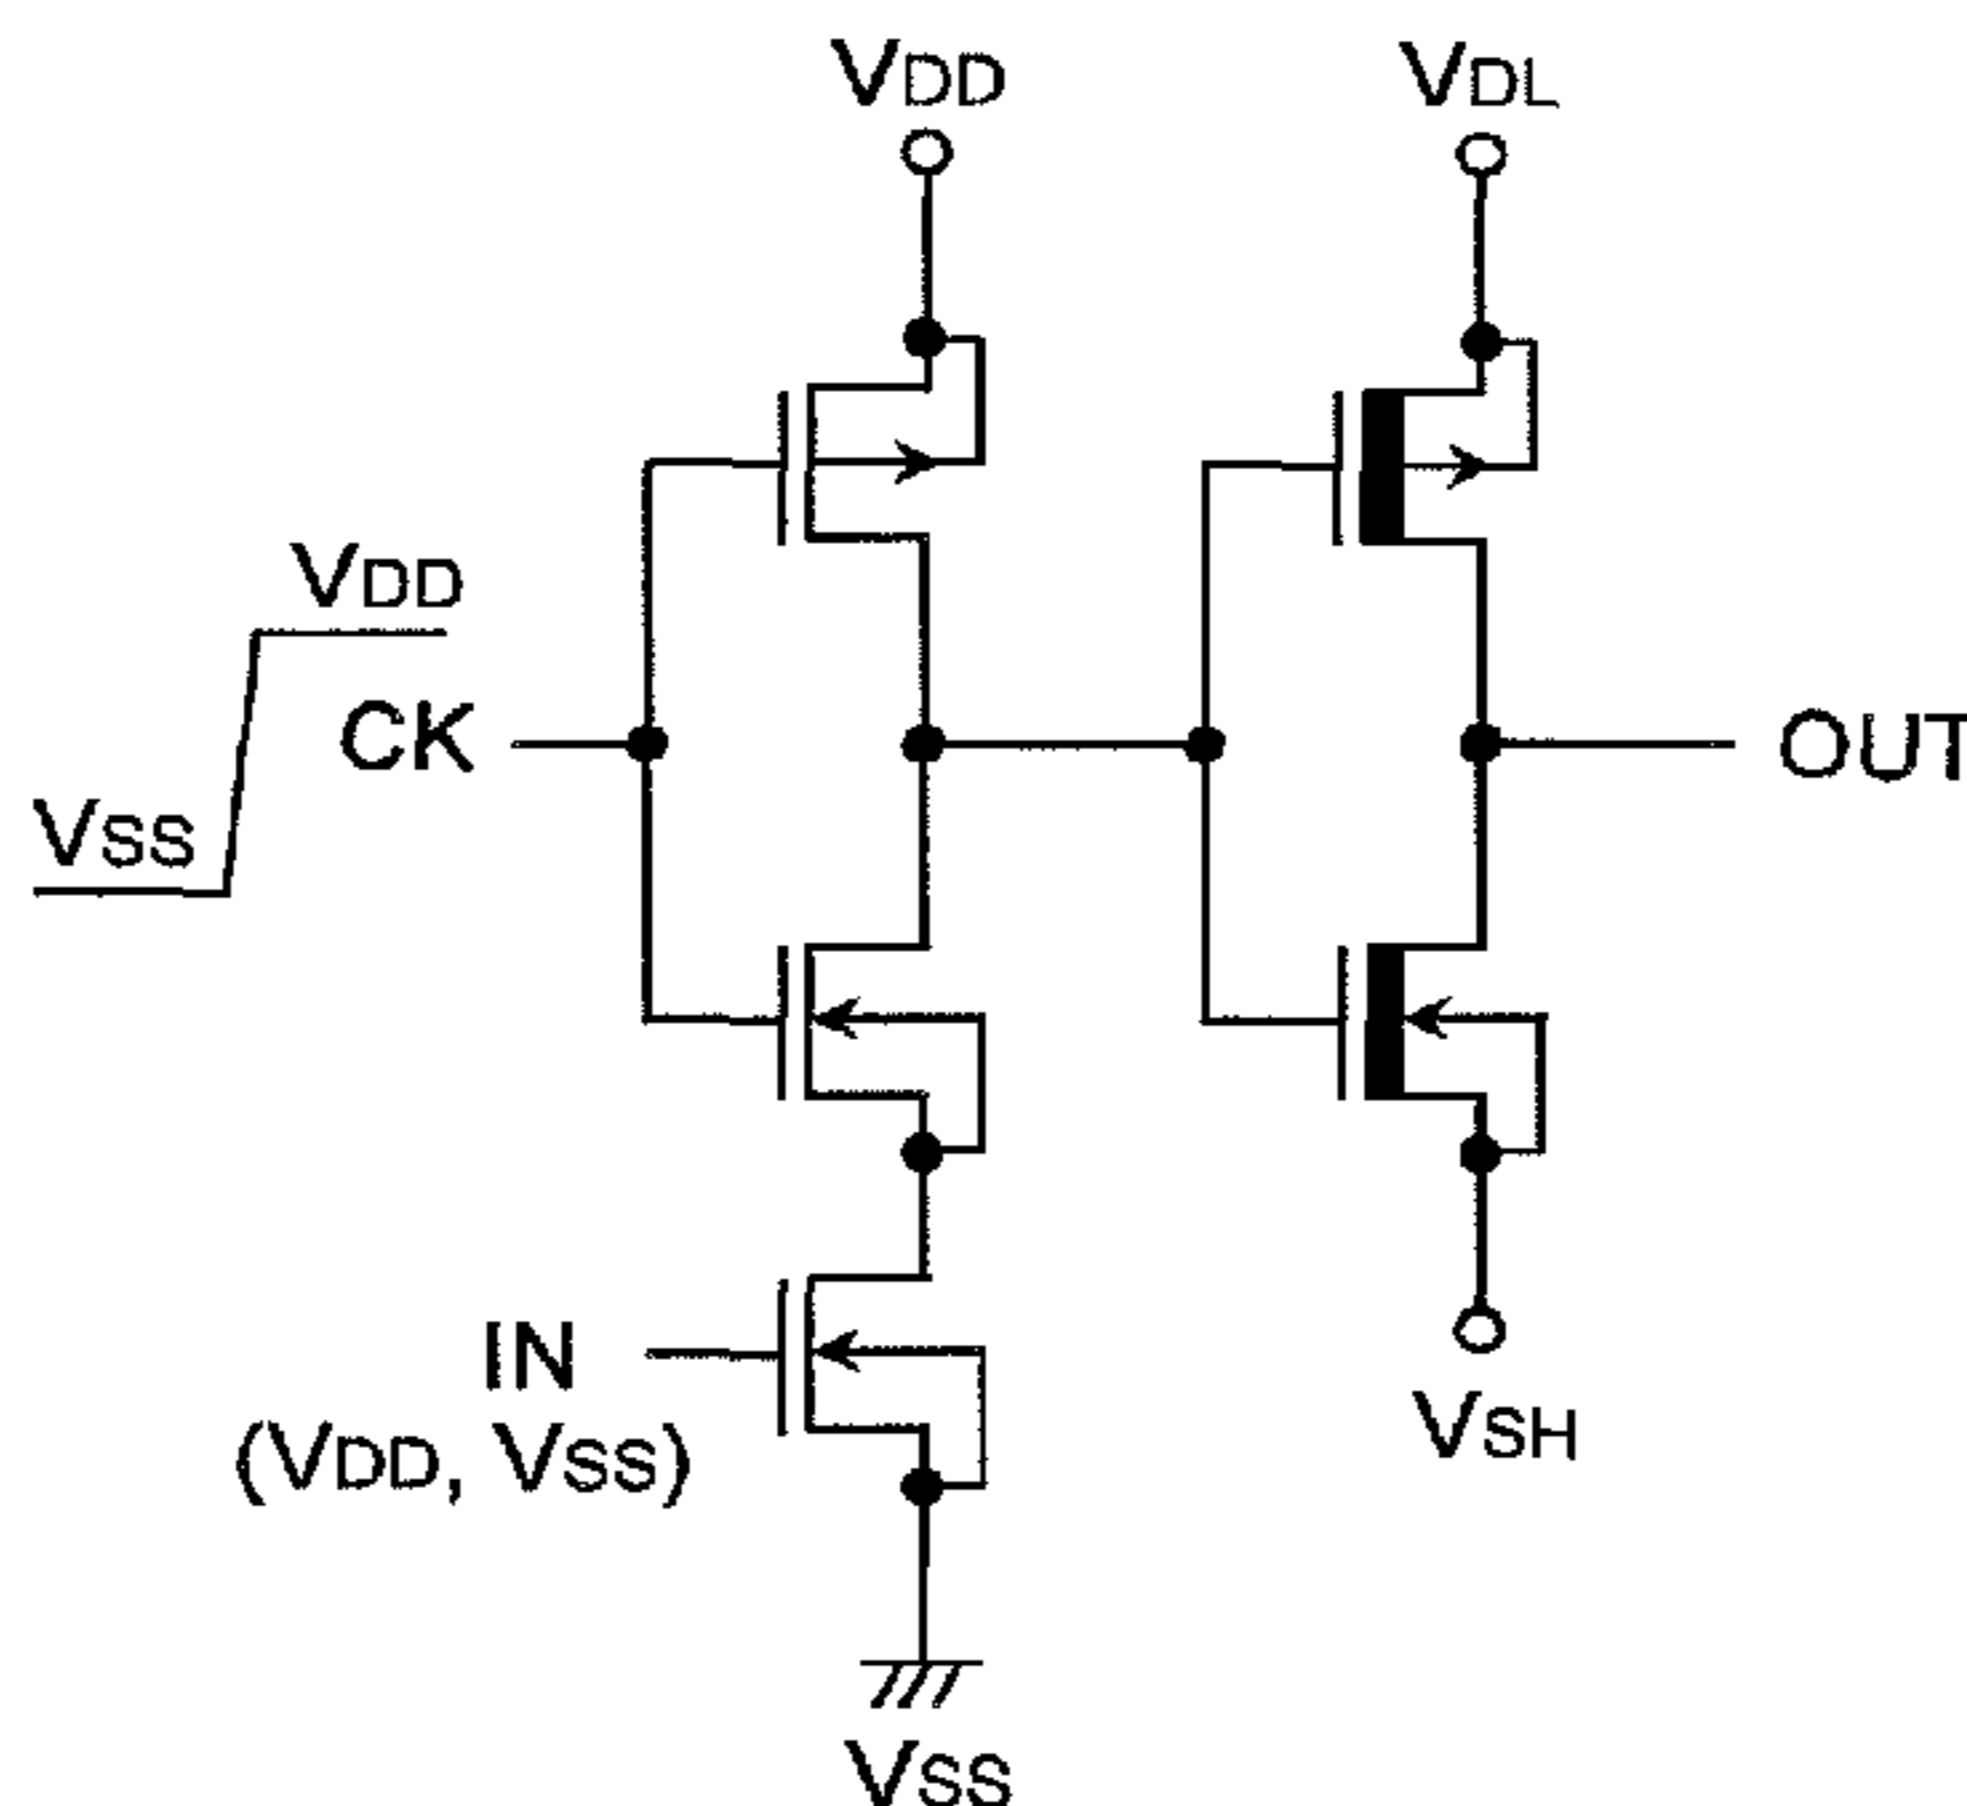 VDD
VDL
VDD
CK
OUT
VSS
IN
(VDD, VSS)
VSH
VSS